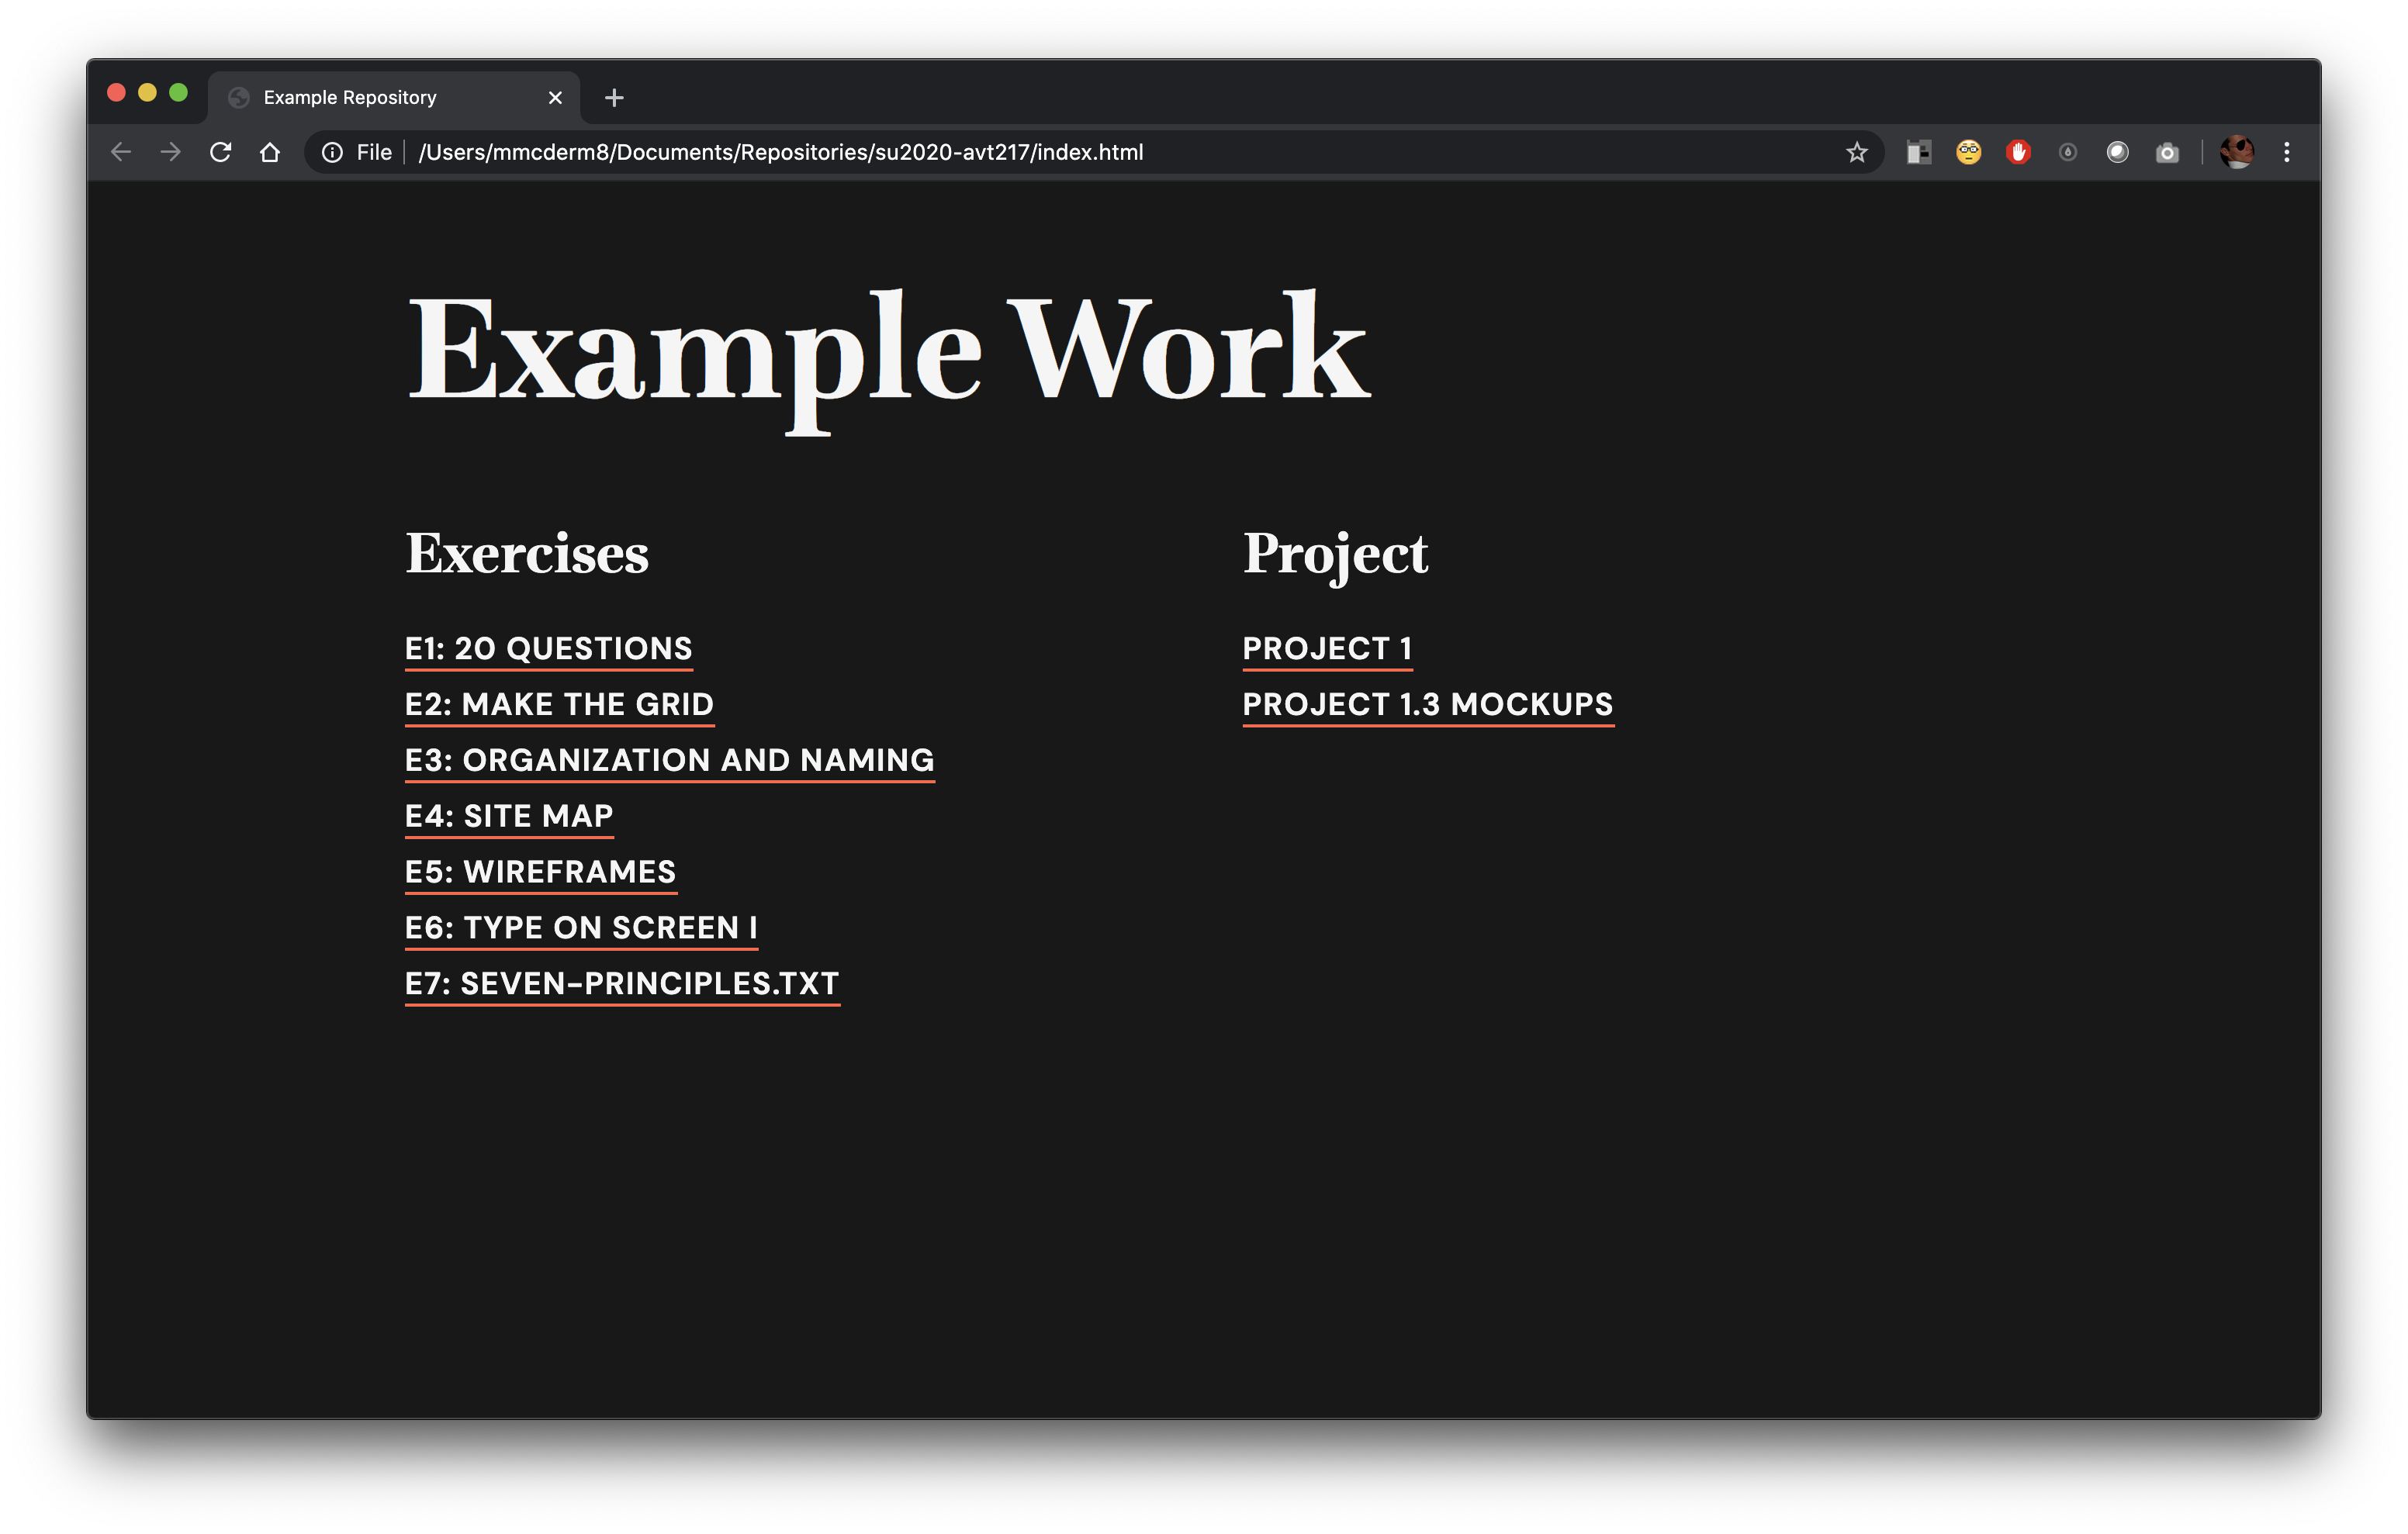 Example Repository
File
/Users/mmcderm8/Documents/Repositories/su2020-avt217/index.html
Example Work
Exercises
E1: 20 QUESTIONS
E2: MAKE THE GRID
E3: ORGANIZATION AND NAMING
E4: SITE MAP
E5: WIREFRAMES
E6: TYPE ON SCREEN I
E7: SEVEN-PRINCIPLES.TXT
Project
PROJECT 1
PROJECT 1.3 MOCKUPS